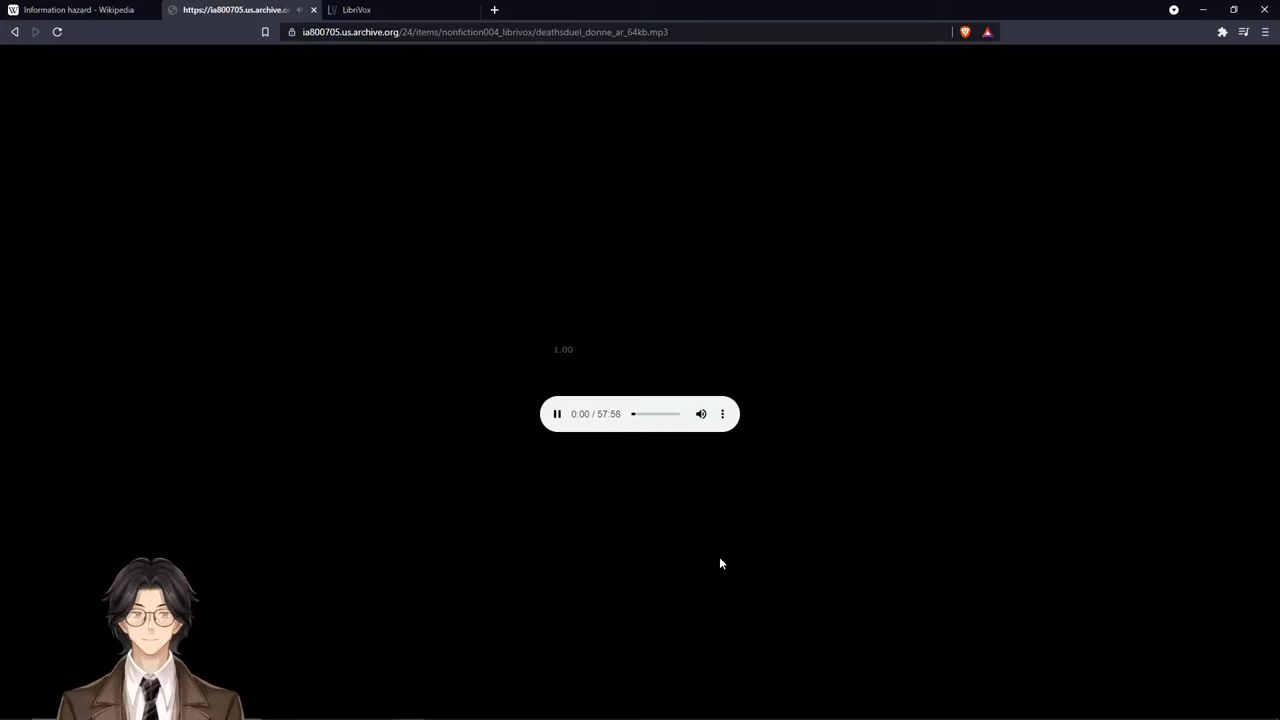 Information hazard - Wikipedia
https://ia800705.us.archive.o
LibriVox
ia800705.us.archive.org/24/items/nonfiction004_librivox/deathsduel_donne_ar_64kb.mp3
1.00
0:00 / 57:58